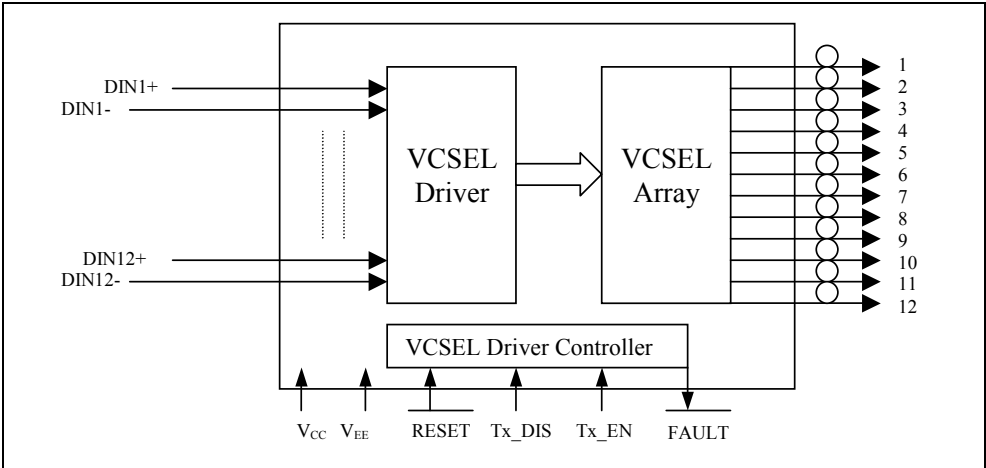 DIN1+
DIN1-
DIN12+
DIN12-
VCSEL
Driver
VCSEL
Array
1
2
3
4
5
6
7
8
9
10
11
12
VCSEL Driver Controller
VCC VEE RESET Tx_DIS Tx_EN FAULT